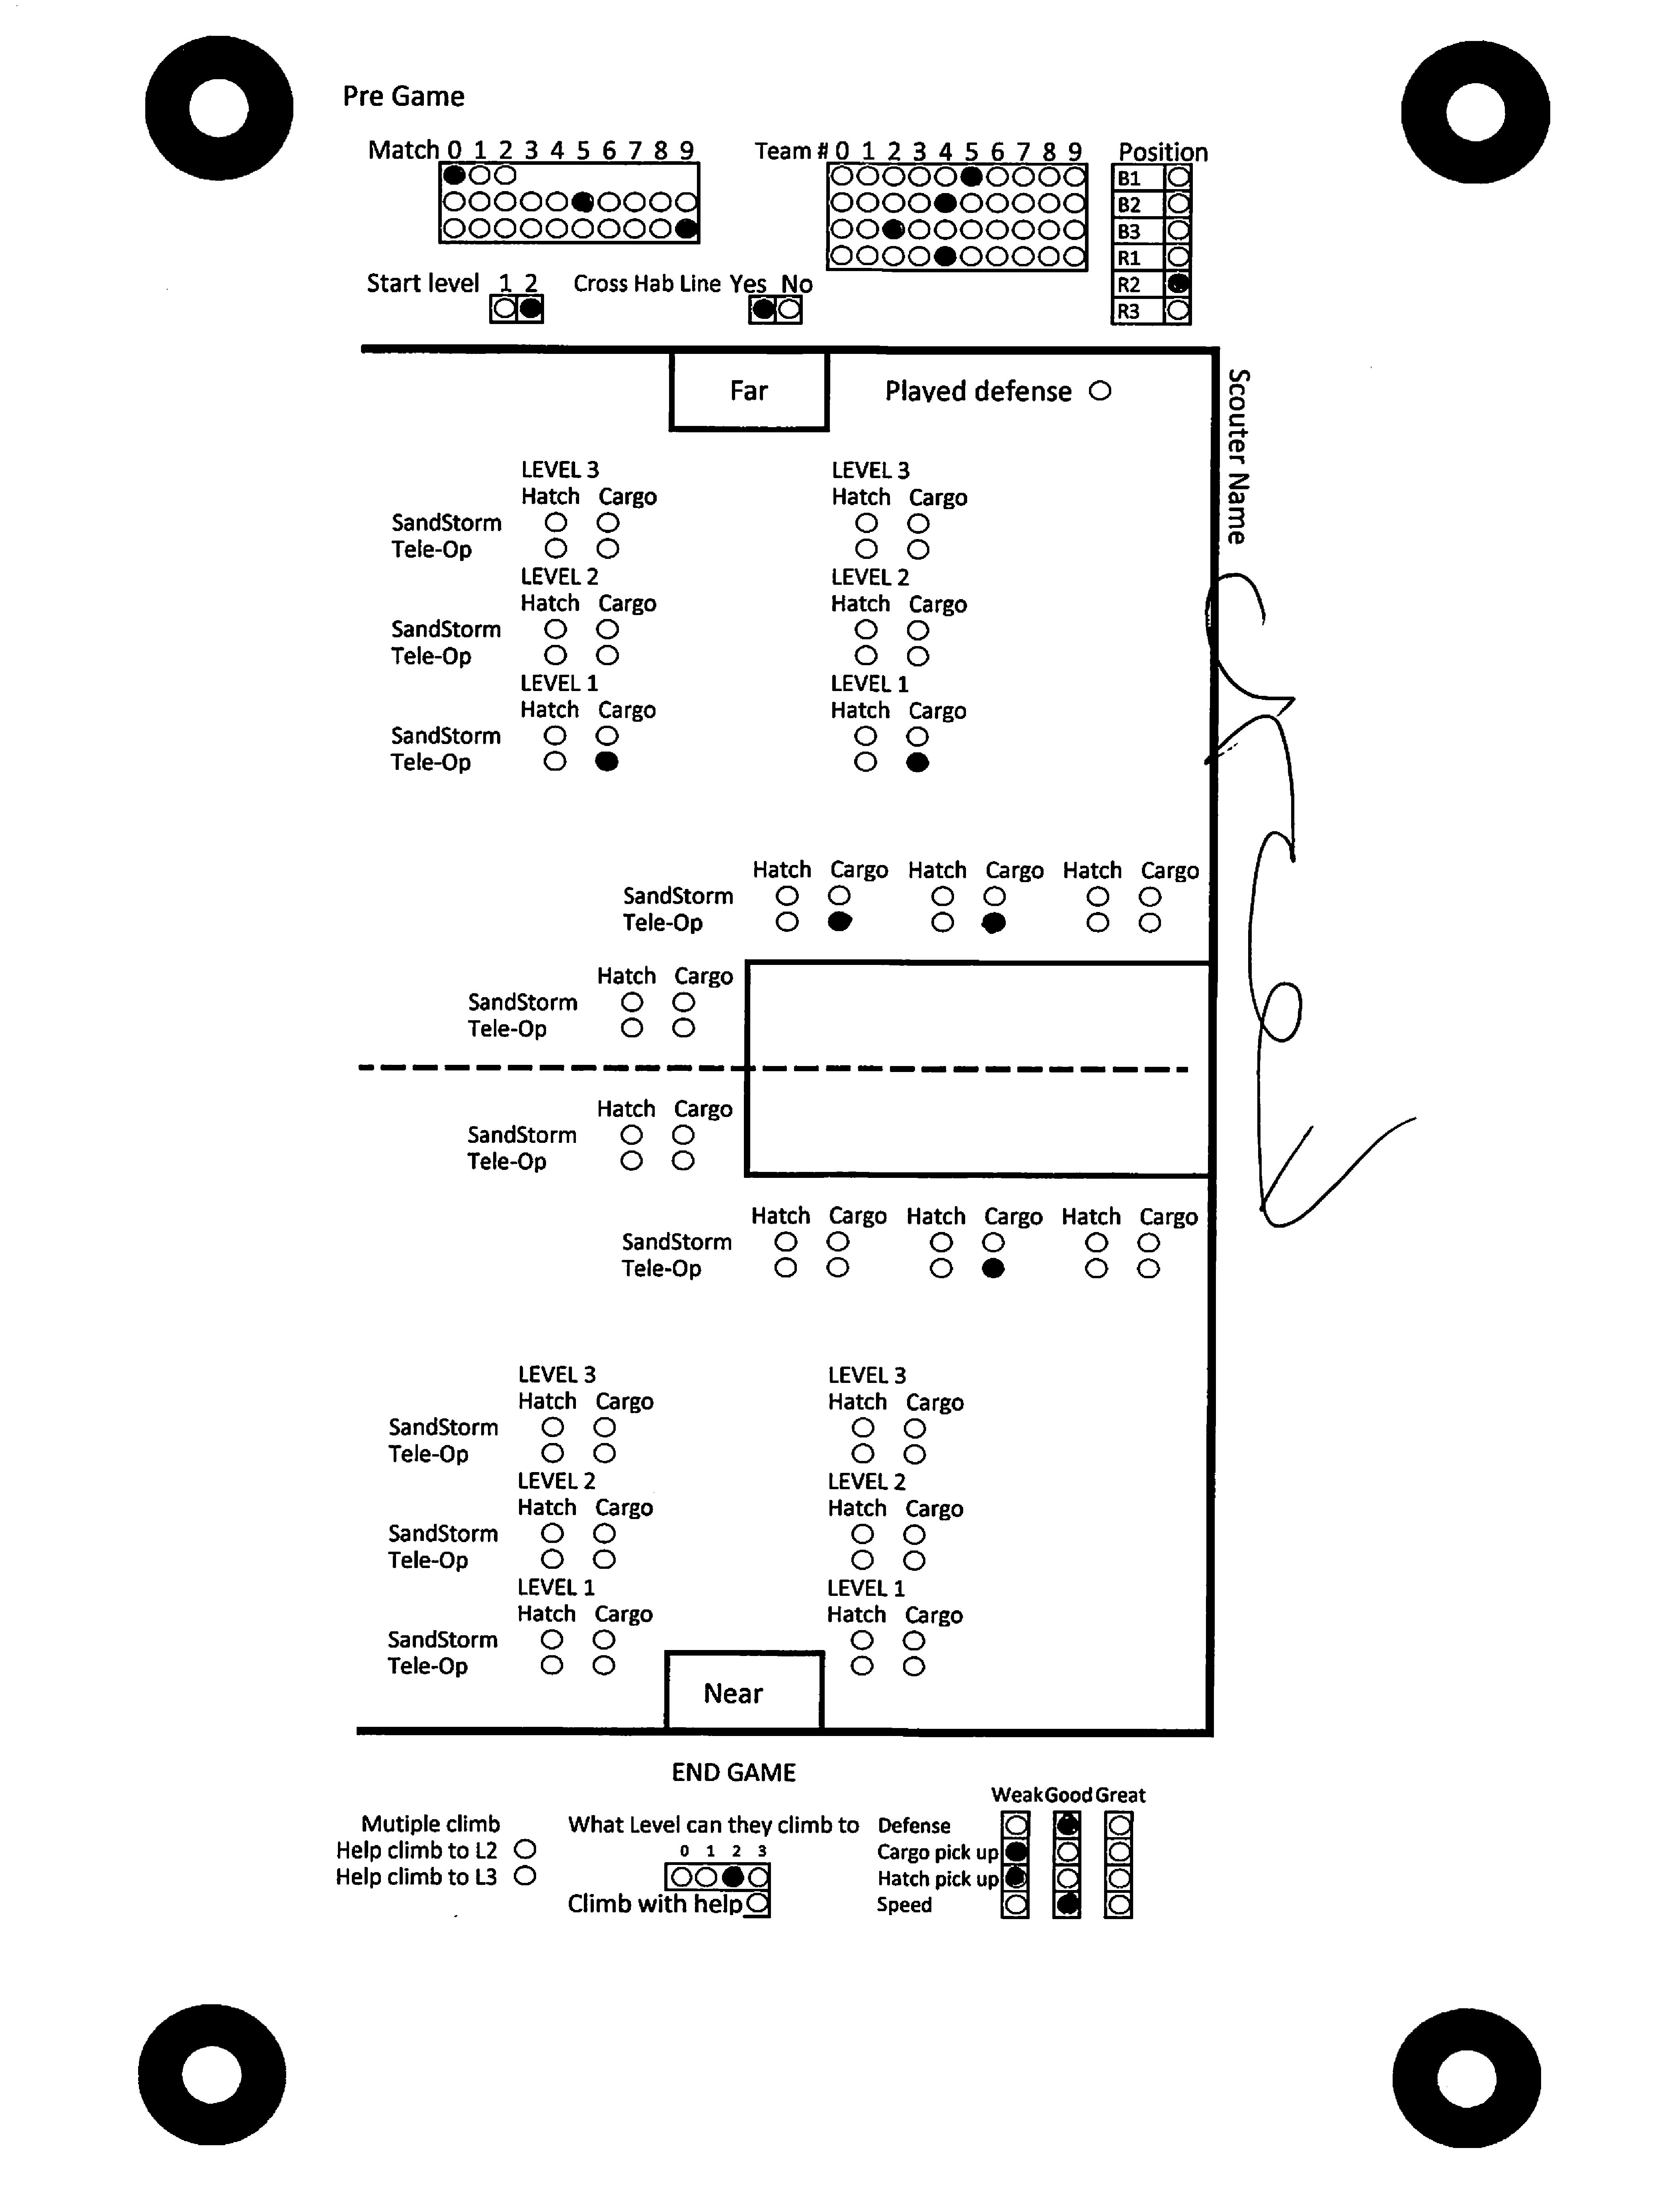 Pre Game
Match 0 1 2 3 4 5 6 7 8 9
Team # 0 1 2 3 4 5 6 7 8 9
Position
B1
B2
B3
R1
R2
R3
Start level 1 2
Cross Hab Line Yes No
Far
Played defense
Scouter Name
LEVEL 3 LEVEL 3
Hatch Cargo Hatch Cargo
SandStorm
Tele-Op
LEVEL 2 LEVEL 2
Hatch Cargo Hatch Cargo
SandStorm
Tele-Op
LEVEL 1 LEVEL 1
Hatch Cargo Hatch Cargo
SandStorm
Tele-Op
Hatch Cargo Hatch Cargo Hatch Cargo
SandStorm
Tele-Op
Hatch Cargo
SandStorm
Tele-Op
Hatch Cargo
SandStorm
Tele-Op
Hatch Cargo Hatch Cargo Hatch Cargo
SandStorm
Tele-Op
LEVEL 3 LEVEL 3
Hatch Cargo Hatch Cargo
SandStorm
Tele-Op
LEVEL 2 LEVEL 2
Hatch Cargo Hatch Cargo
SandStorm
Tele-Op
LEVEL 1 LEVEL 1
Hatch Cargo Hatch Cargo
SandStorm
Tele-Op
Near
END GAME
Mutiple climb
Help climb to L2
Help climb to L3
What Level can they climb to
0 1 2 3
Climb with help
Weak Good Great
Defense
Cargo pick up
Hatch pick up
Speed